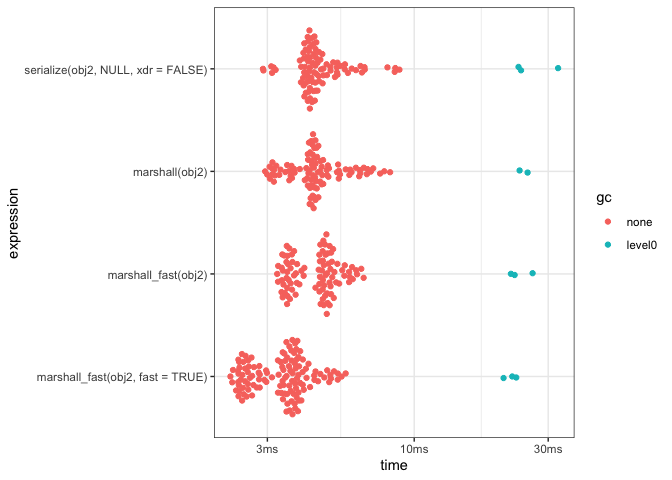 expression
serialize(obj2, NULL, xdr = FALSE)
marshall(obj2)
marshall_fast(obj2)
marshall_fast(obj2, fast = TRUE)
3ms
10ms
30ms
time
gc
none
level0